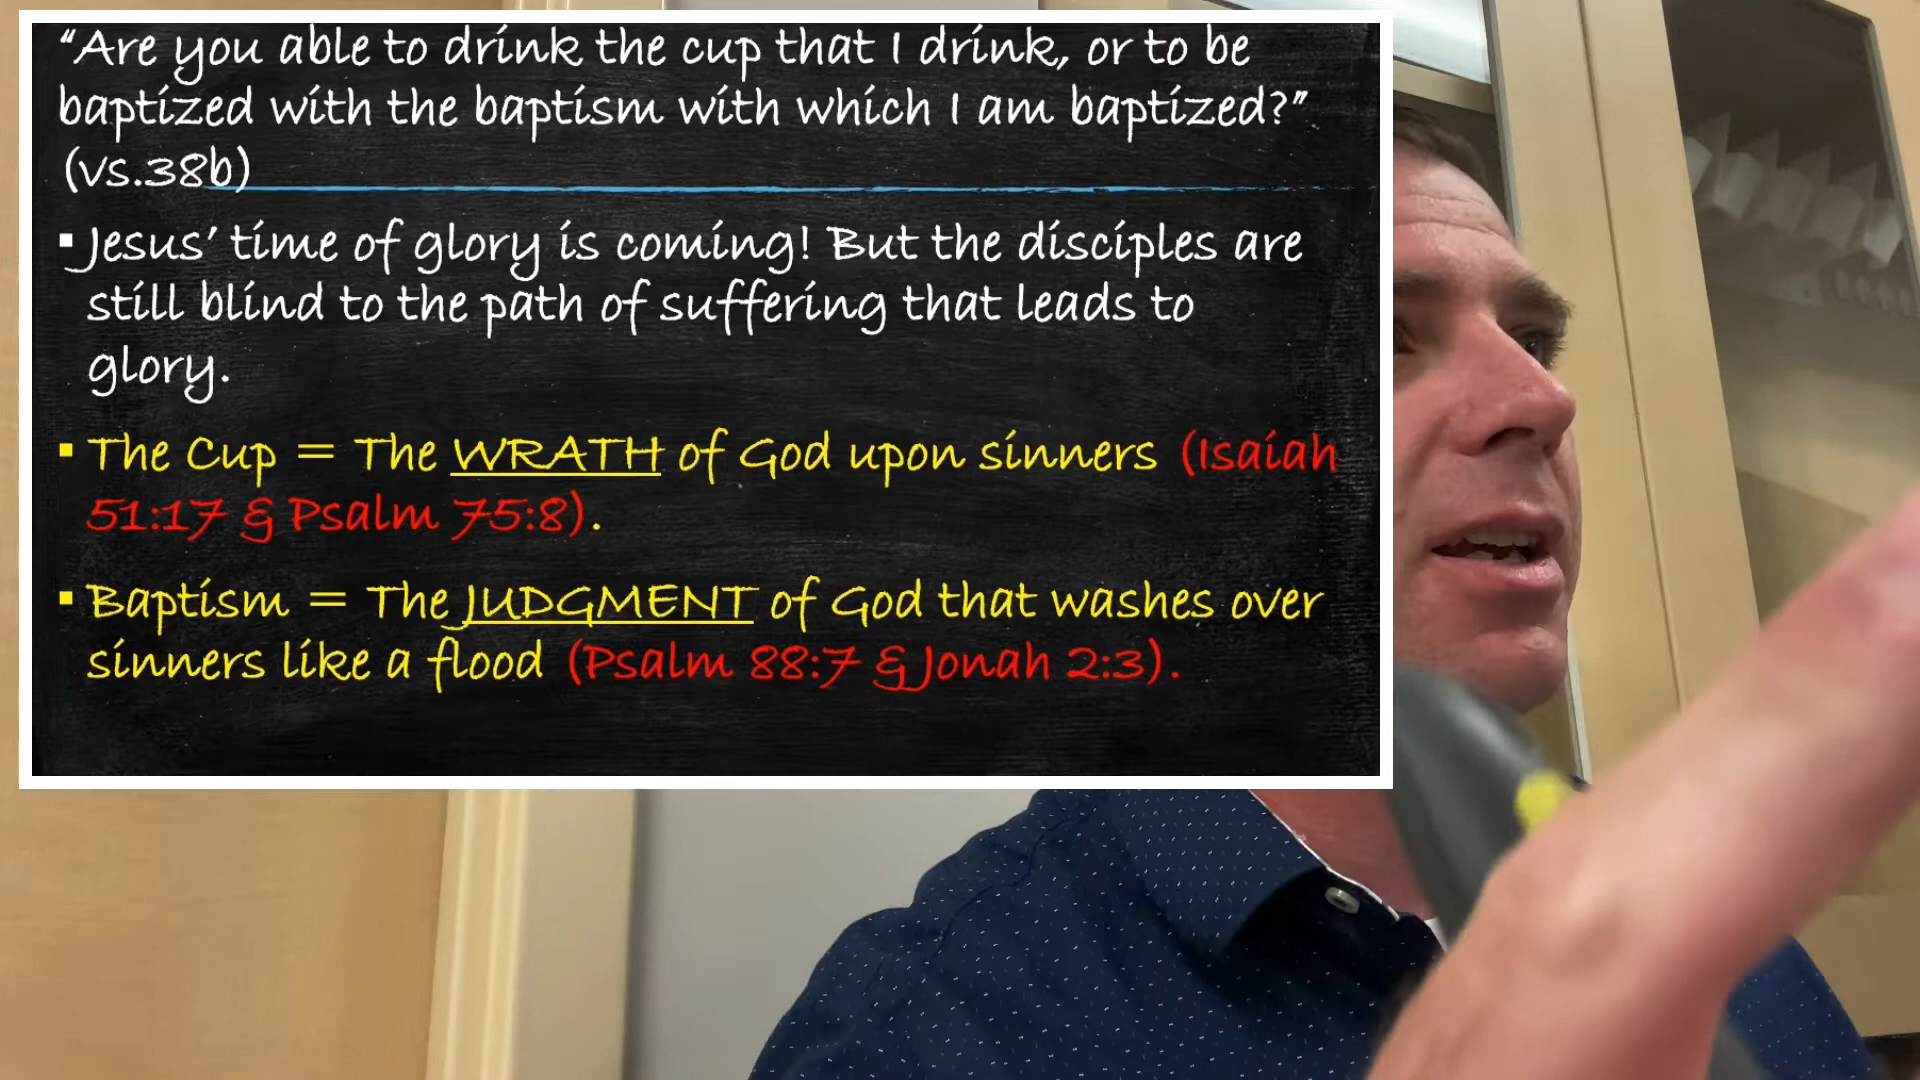 “Are you able to drink the cup that I drink, or to be
baptized with the baptism with which I am baptized?”
(vs.38b)
▪ Jesus’ time of glory is coming! But the disciples are
still blind to the path of suffering that leads to
glory.
▪ The Cup = The WRATH of God upon sinners (Isaiah
51:17 & Psalm 75:8).
▪ Baptism = The JUDGMENT of God that washes over
sinners like a flood (Psalm 88:7 & Jonah 2:3).